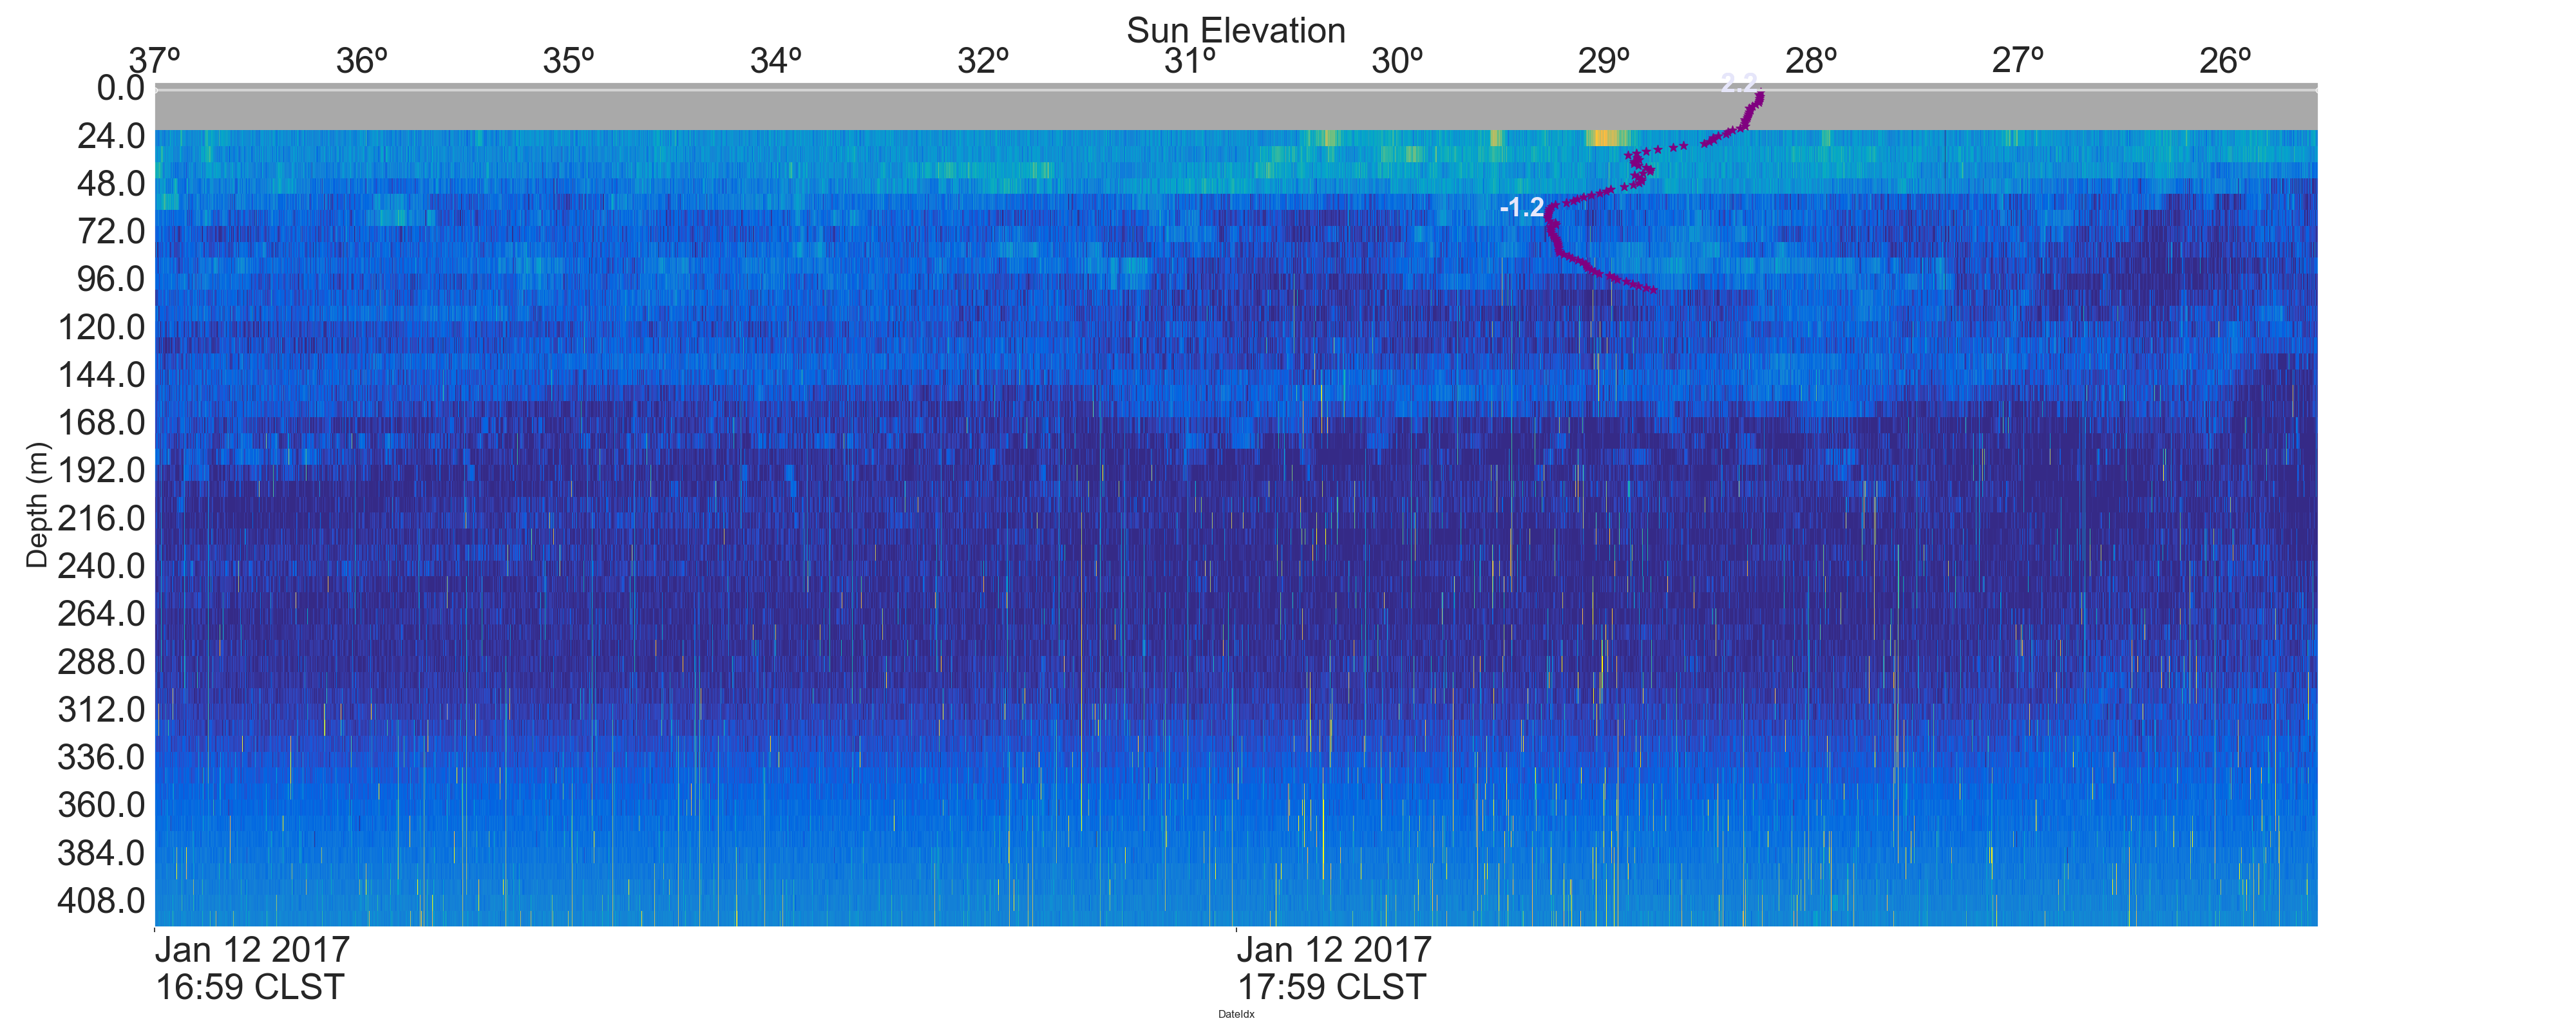 Sun Elevation
37º 36º 35º 34º 32º 31º 30º 29º 28º 27º 26º
0.0
24.0
48.0
72.0
96.0
120.0
144.0
168.0
192.0
216.0
240.0
264.0
288.0
312.0
336.0
360.0
384.0
408.0
Depth (m)
2.2
-1.2
Jan 12 2017
16:59 CLST
Jan 12 2017
17:59 CLST
DateIdx